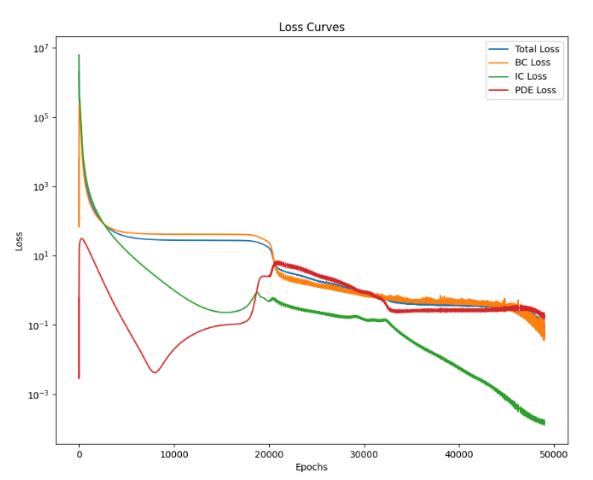 Loss Curves
10^7
10^5
10^3
10^1
10^-1
10^-3
Loss
Total Loss
BC Loss
IC Loss
PDE Loss
0
10000
20000
30000
40000
50000
Epochs